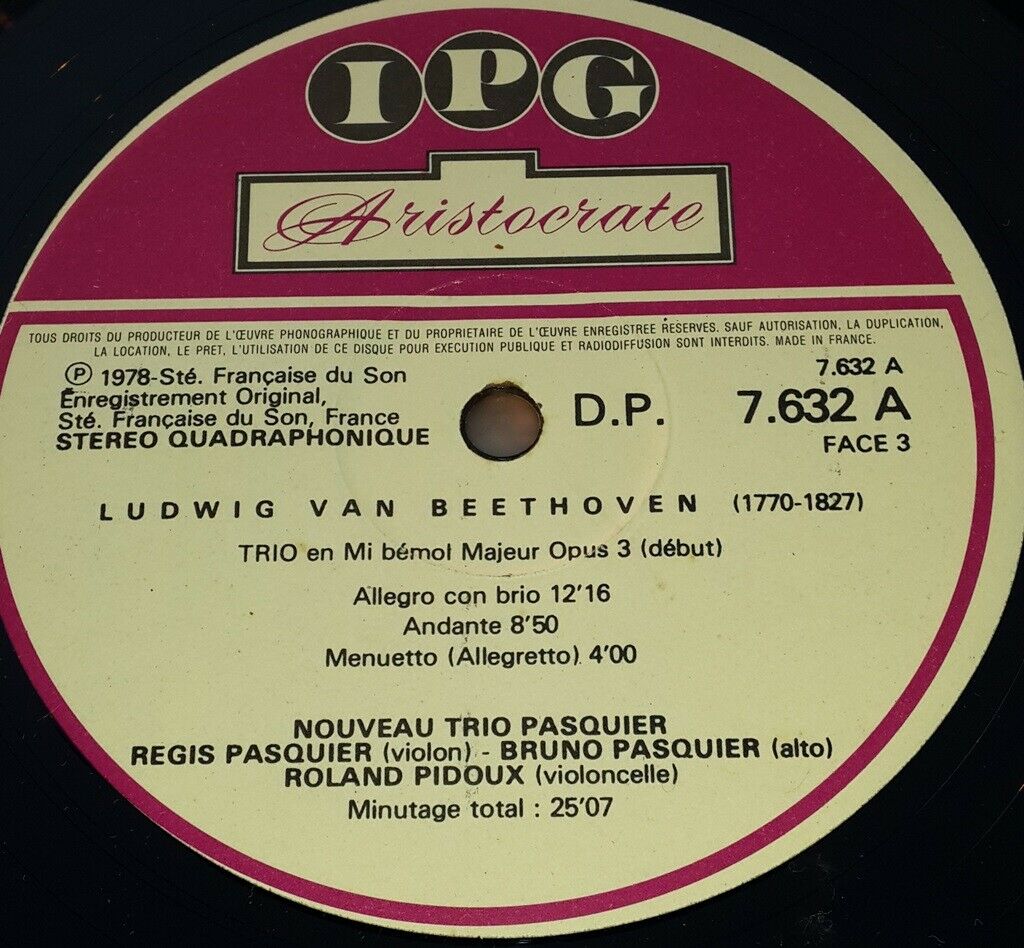 IPG
Aristocrate
TOUS DROITS DU PRODUCTEUR DE L'ŒUVRE PHONOGRAPHIQUE ET DU PROPRIETAIRE DE L'ŒUVRE ENREGISTREE RESERVES. SAUF AUTORISATION, LA DUPLICATION,
LA LOCATION, LE PRET, L'UTILISATION DE CE DISQUE POUR EXECUTION PUBLIQUE ET RADIODIFFUSION SONT INTERDITS. MADE IN FRANCE.
Ⓟ 1978-Sté. Française du Son
Enregistrement Original,
Sté. Française du Son, France
STEREO QUADRAPHONIQUE
D.P.
7.632 A
7.632 A
FACE 3
LUDWIG VAN BEETHOVEN (1770-1827)
TRIO en Mi bémol Majeur Opus 3 (début)
Allegro con brio 12'16
Andante 8'50
Menuetto (Allegretto) 4'00
NOUVEAU TRIO PASQUIER
REGIS PASQUIER (violon) - BRUNO PASQUIER (alto)
ROLAND PIDOUX (violoncelle)
Minutage total : 25'07